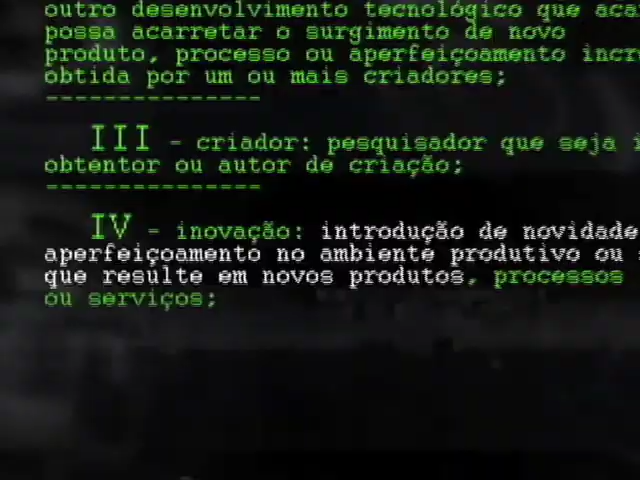 outro desenvolvimento tecnológico que
possa acarretar o surgimento de novo
produto, processo ou aperfeiçoamento
obtida por um ou mais criadores;
---------------
III - criador: pesquisador que seja
obtentor ou autor de criação;
---------------
IV - inovação: introdução de novidade
aperfeiçoamento no ambiente produtivo ou
que resulte em novos produtos, processos
ou serviços;